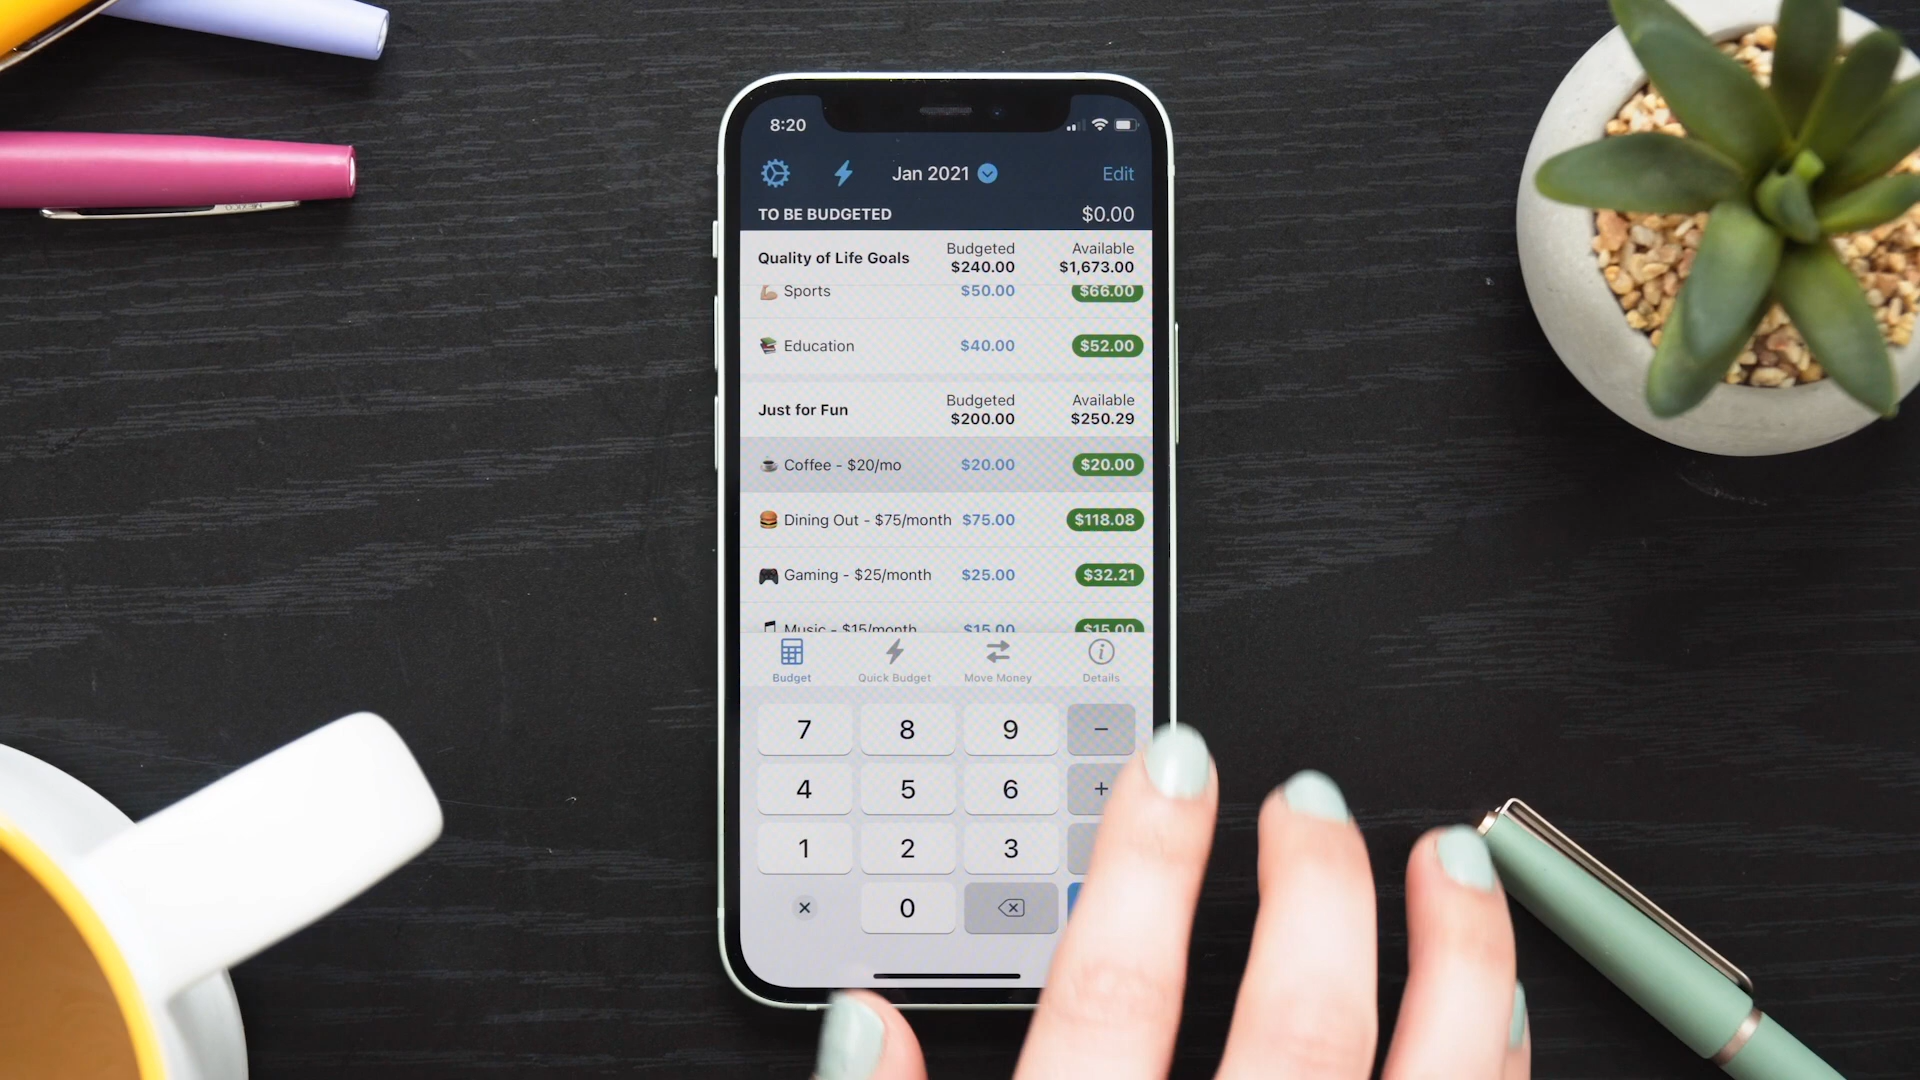 8:20
Jan 2021 Edit
TO BE BUDGETED $0.00
Quality of Life Goals Budgeted $240.00 Available $1,673.00
Sports $50.00 $66.00
Education $40.00 $52.00
Just for Fun Budgeted $200.00 Available $250.29
Coffee - $20/mo $20.00 $20.00
Dining Out - $75/month $75.00 $118.08
Gaming - $25/month $25.00 $32.21
Music - $15/month $15.00 $15.00
Budget Quick Budget Move Money Details
7 8 9 −
4 5 6 +
1 2 3
0
MEXICO